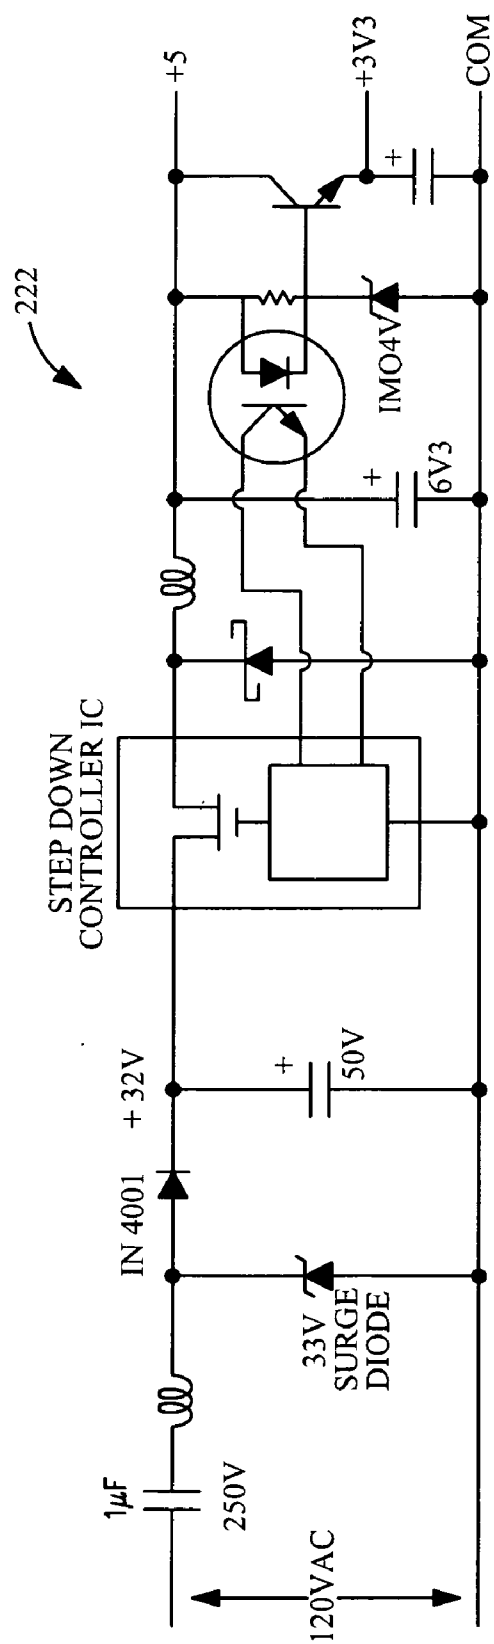 222
120VAC
1µF
250V
33V
SURGE
DIODE
IN 4001
+ 32V
+
50V
STEP DOWN
CONTROLLER IC
+
6V3
IMO4V
+
+5
+3V3
COM